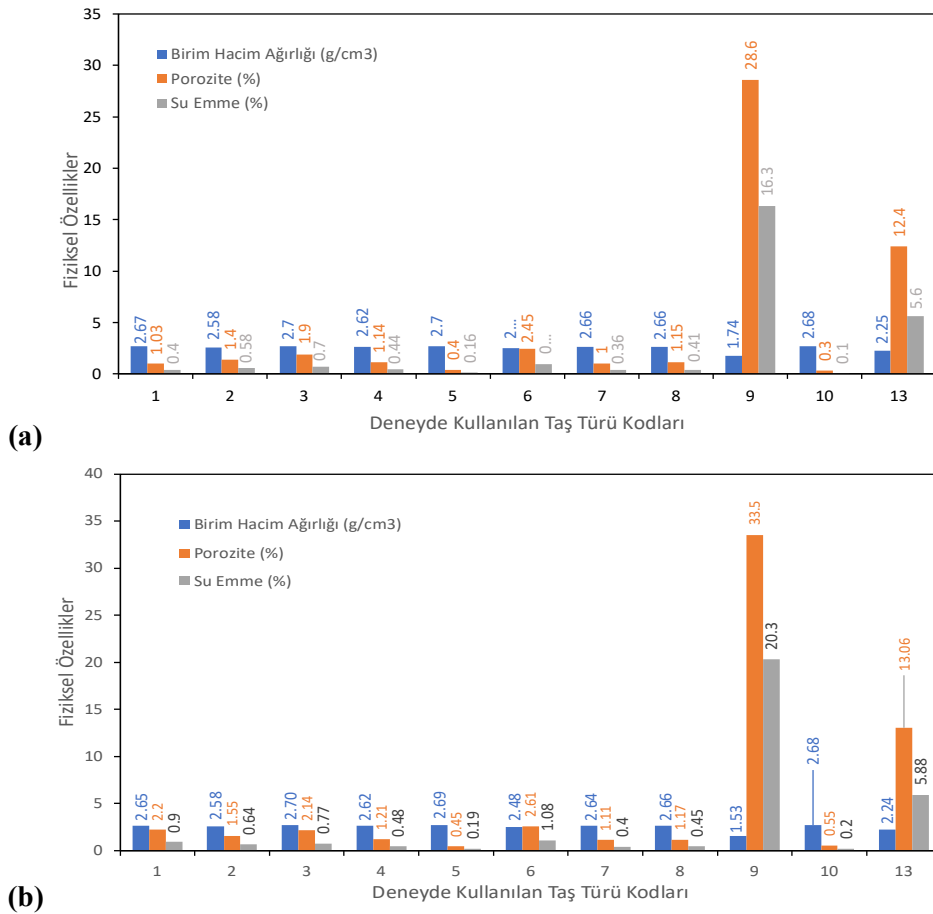 35
30
25
20
15
10
5
0
Fiziksel Özellikler
Birim Hacim Ağırlığı (g/cm3)
Porozite (%)
Su Emme (%)
2.67 1.03 0.4
2.58 1.4 0.58
2.7 1.9 0.7
2.62 1.14 0.44
2.7 0.4 0.16
2... 2.45 0...
2.66 1 0.36
2.66 1.15 0.41
1.74 28.6 16.3
2.68 0.3 0.1
2.25 12.4 5.6
1 2 3 4 5 6 7 8 9 10 13
Deneyde Kullanılan Taş Türü Kodları
(a)
40
35
30
25
20
15
10
5
0
Fiziksel Özellikler
Birim Hacim Ağırlığı (g/cm3)
Porozite (%)
Su Emme (%)
2.65 2.2 0.9
2.58 1.55 0.64
2.70 2.14 0.77
2.62 1.21 0.48
2.69 0.45 0.19
2.48 2.61 1.08
2.64 1.11 0.4
2.66 1.17 0.45
1.53 33.5 20.3
2.68 0.55 0.2
2.24 13.06 5.88
1 2 3 4 5 6 7 8 9 10 13
Deneyde Kullanılan Taş Türü Kodları
(b)